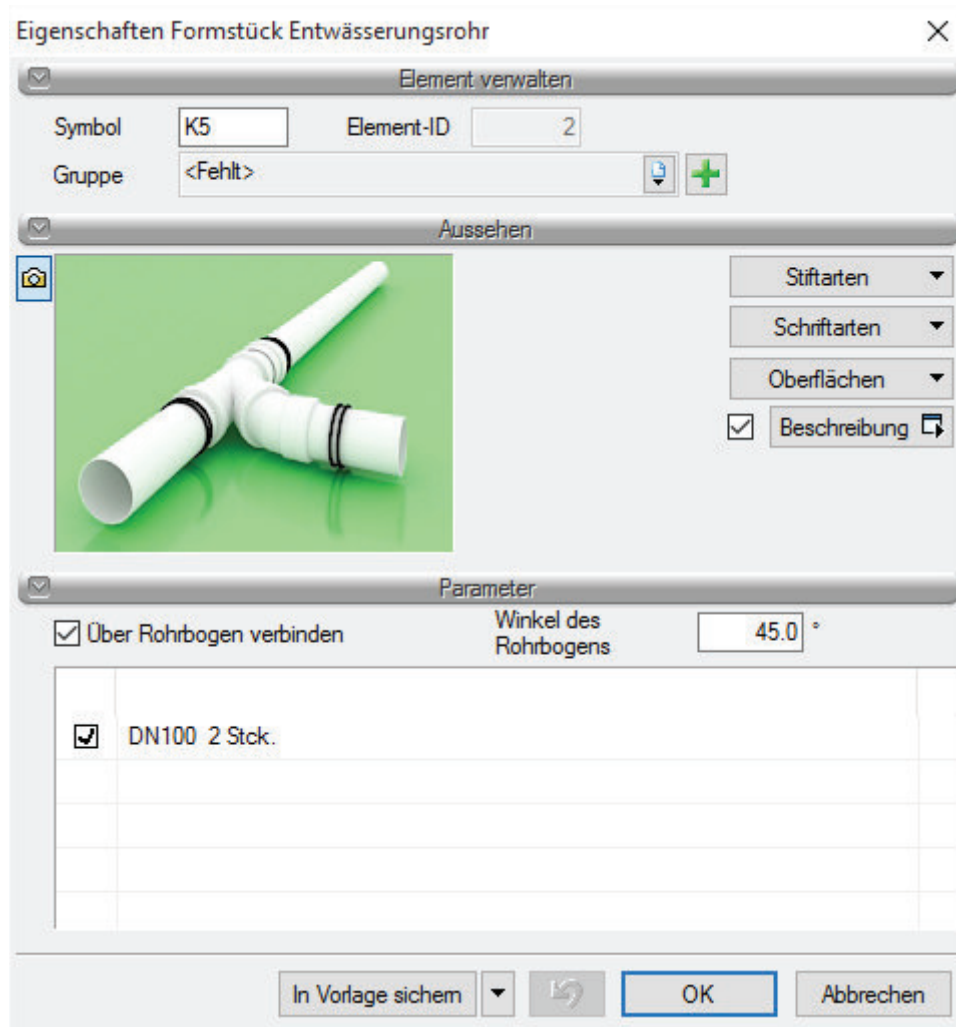 Eigenschaften Formstück Entwässerungsrohr
Element verwalten
Symbol K5 Element-ID 2
Gruppe <Fehlt>
Aussehen
Stiftarten
Schriftarten
Oberflächen
Beschreibung
Parameter
Über Rohrbogen verbinden Winkel des Rohrbogens 45.0 °
DN100 2 Stck.
In Vorlage sichern OK Abbrechen